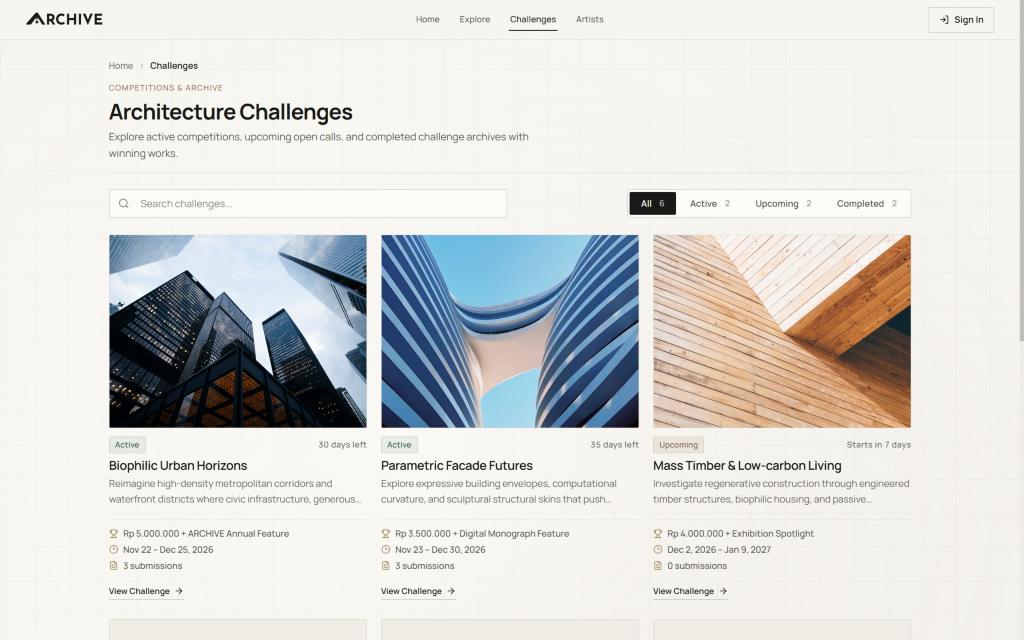 ARCHIVE
Home Explore Challenges Artists
Sign In
Home > Challenges
COMPETITIONS & ARCHIVE
Architecture Challenges
Explore active competitions, upcoming open calls, and completed challenge archives with
winning works.
Search challenges...
All 6 Active 2 Upcoming 2 Completed 2
Active 30 days left
Biophilic Urban Horizons
Reimagine high-density metropolitan corridors and
waterfront districts where civic infrastructure, generous...
Rp 5.000.000 + ARCHIVE Annual Feature
Nov 22 – Dec 25, 2026
3 submissions
View Challenge →
Active 35 days left
Parametric Facade Futures
Explore expressive building envelopes, computational
curvature, and sculptural structural skins that push...
Rp 3.500.000 + Digital Monograph Feature
Nov 23 – Dec 30, 2026
3 submissions
View Challenge →
Upcoming Starts in 7 days
Mass Timber & Low-carbon Living
Investigate regenerative construction through engineered
timber structures, biophilic housing, and passive...
Rp 4.000.000 + Exhibition Spotlight
Dec 2, 2026 – Jan 9, 2027
0 submissions
View Challenge →